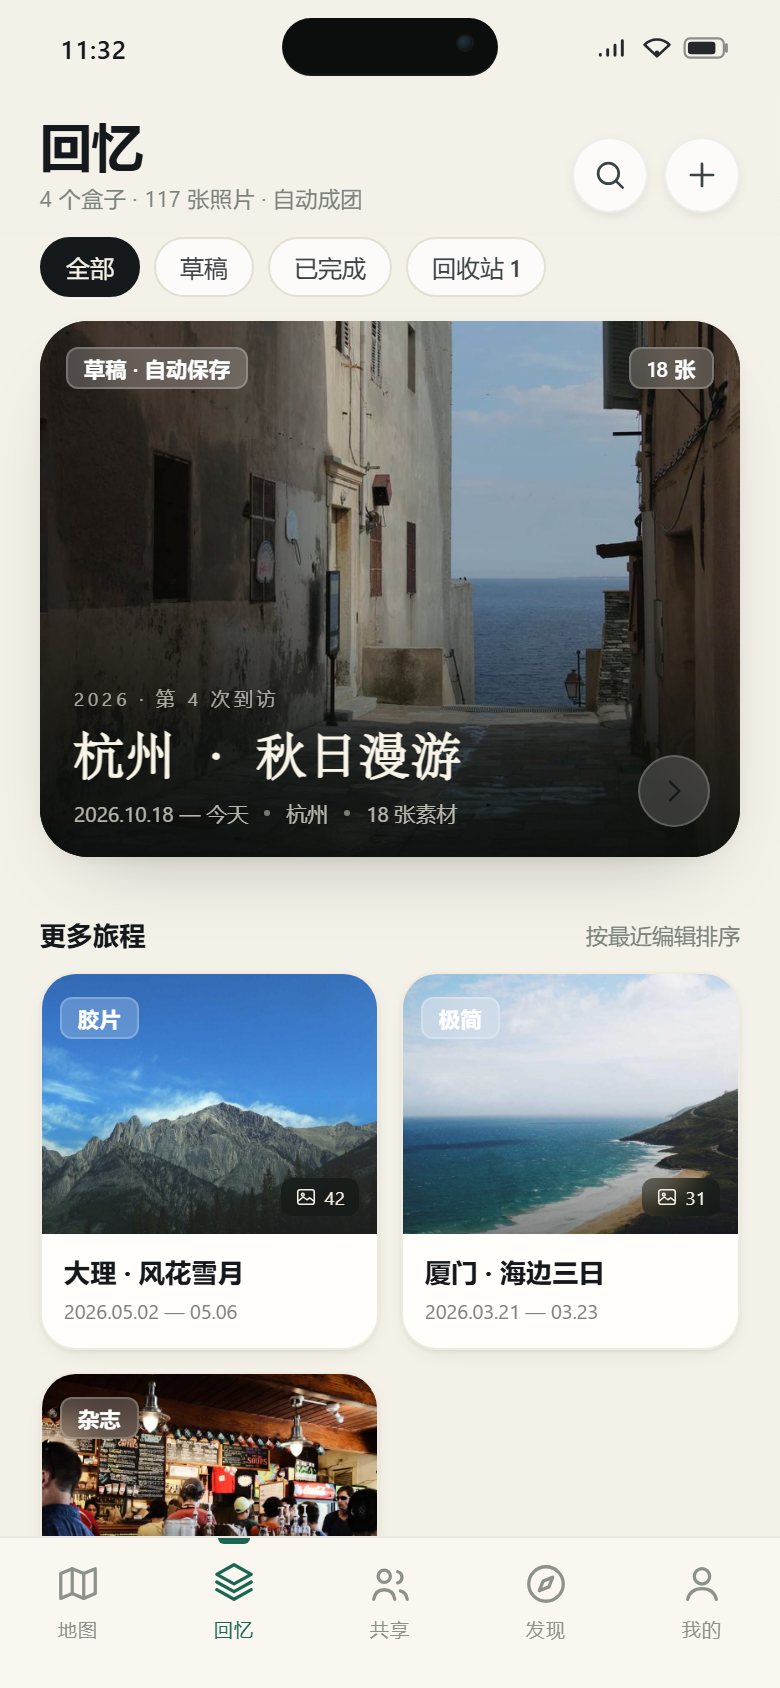 11:32
回忆
4 个盒子 · 117 张照片 · 自动成团
全部 草稿 已完成 回收站 1
草稿 · 自动保存 18 张
2026 · 第 4 次到访
杭州 · 秋日漫游
2026.10.18 — 今天 • 杭州 • 18 张素材
更多旅程 按最近编辑排序
胶片 极简
42 31
大理 · 风花雪月 厦门 · 海边三日
2026.05.02 — 05.06 2026.03.21 — 03.23
杂志
地图 回忆 共享 发现 我的